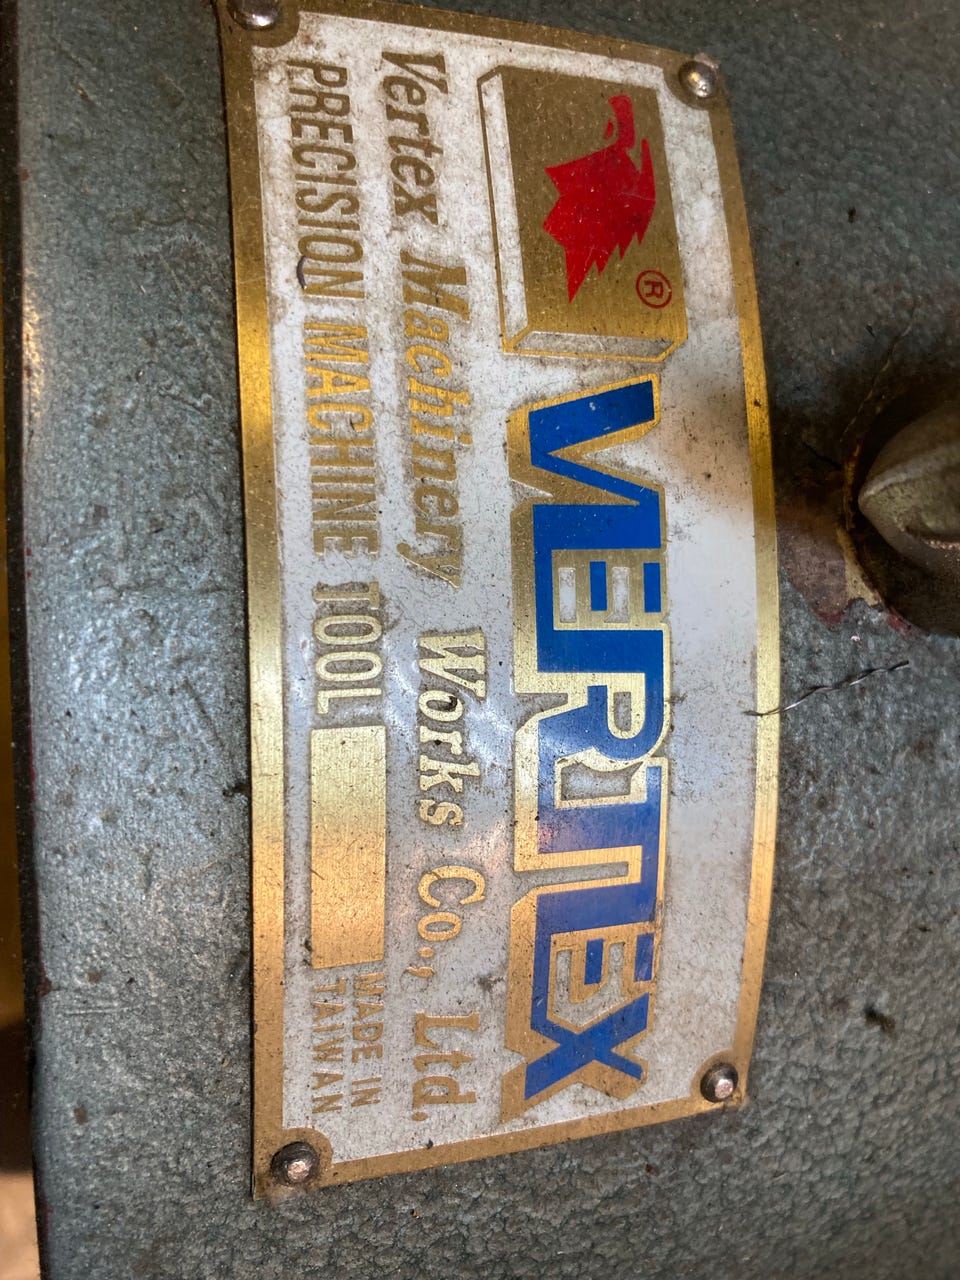 ®
VERTEX
Vertex Machinery Works Co., Ltd.
PRECISION MACHINE TOOL
MADE IN
TAIWAN